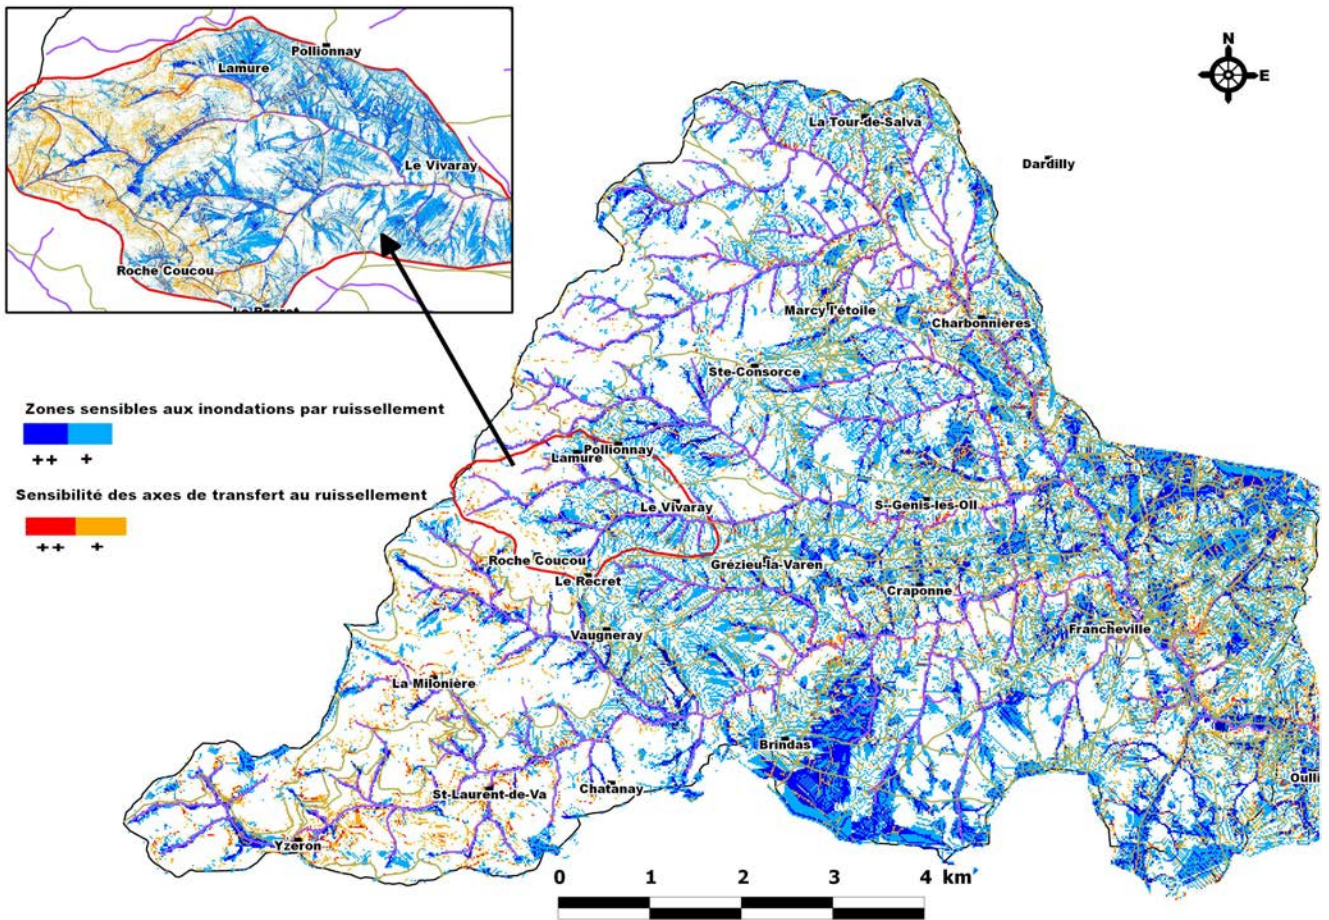 Pollionnay
Lamure
Le Vivaray
Roche Coucou
Le Recret
N
E
La Tour-de-Salva
Dardilly
Marcy l'étoile
Charbonnières
Ste-Consorce
Zones sensibles aux inondations par ruissellement
++ +
Sensibilité des axes de transfert au ruissellement
++ +
Pollionnay
Lamure
Le Vivaray
S--Genis-les-Oll
Roche Coucou
Le Recret
Grézieu-la-Varen
Craponne
Vaugneray
Francheville
La Milonière
Brindas
Oulli
St-Laurent-de-Va
Chatanay
Yzeron
0 1 2 3 4 km